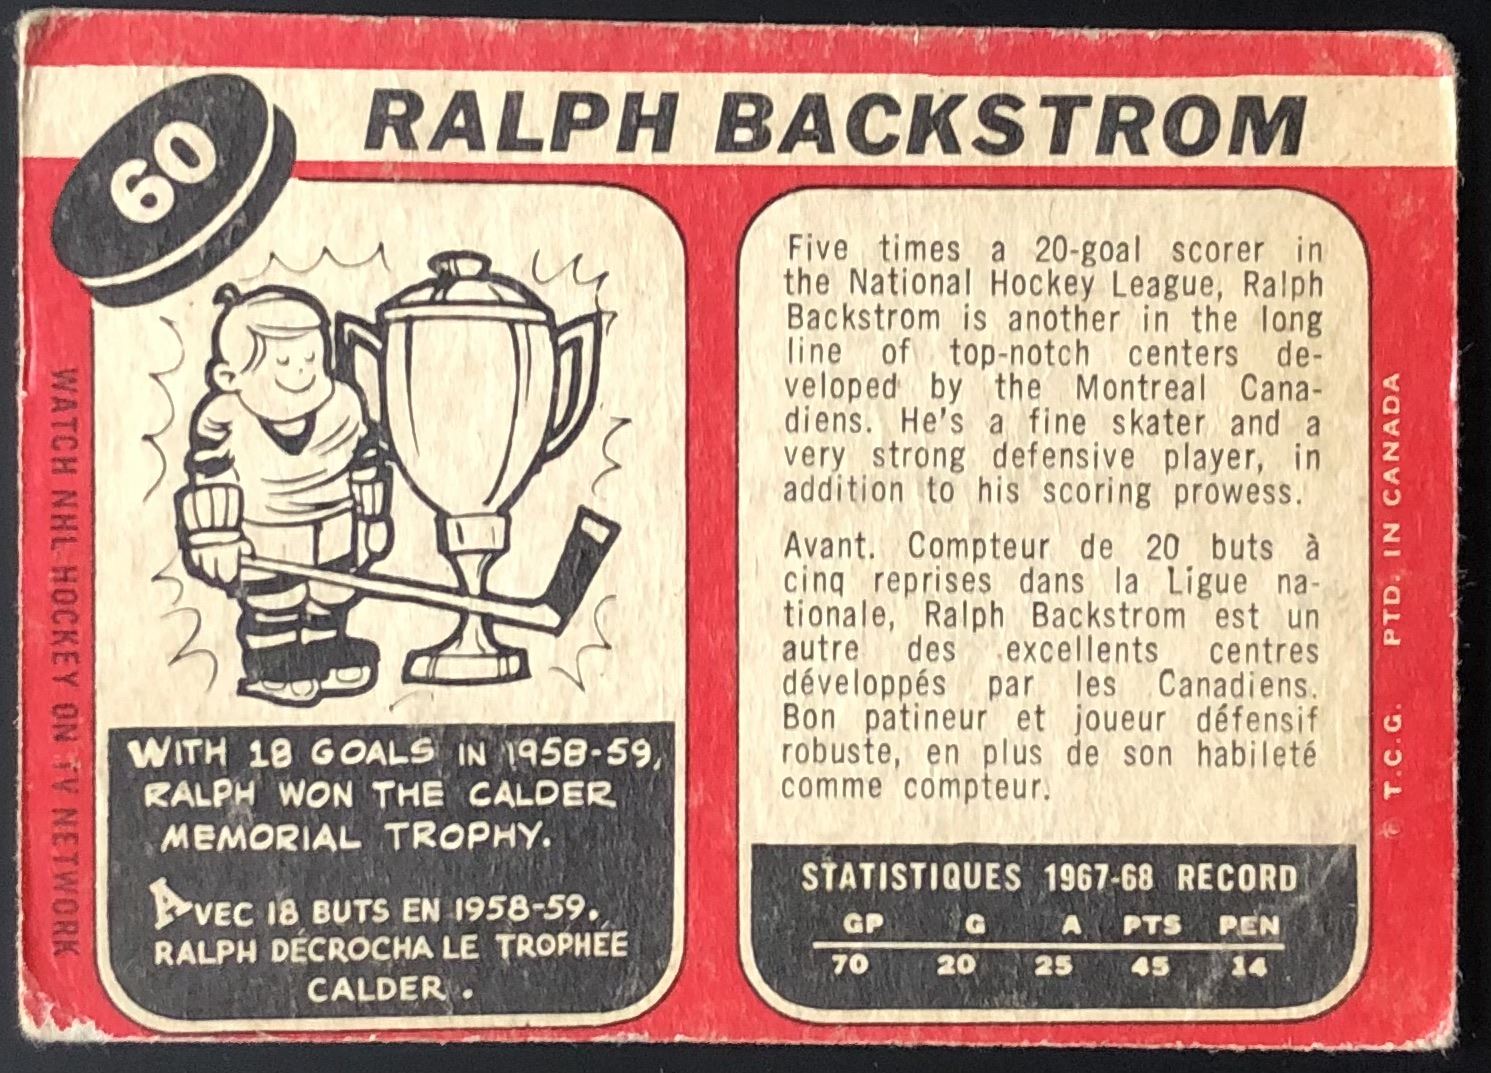 60
RALPH BACKSTROM
WITH 18 GOALS IN 1958-59,
RALPH WON THE CALDER
MEMORIAL TROPHY.
AVEC 18 BUTS EN 1958-59.
RALPH DÉCROCHA LE TROPHÉE
CALDER .
Five times a 20-goal scorer in
the National Hockey League, Ralph
Backstrom is another in the long
line of top-notch centers de-
veloped by the Montreal Cana-
diens. He's a fine skater and a
very strong defensive player, in
addition to his scoring prowess.
Avant. Compteur de 20 buts à
cinq reprises dans la Ligue na-
tionale, Ralph Backstrom est un
autre des excellents centres
développés par les Canadiens.
Bon patineur et joueur défensif
robuste, en plus de son habileté
comme compteur.
STATISTIQUES 1967-68 RECORD
GP G A PTS PEN
70 20 25 45 14
WATCH NHL HOCKEY ON TV NETWORK
© T.C.G. PTD. IN CANADA